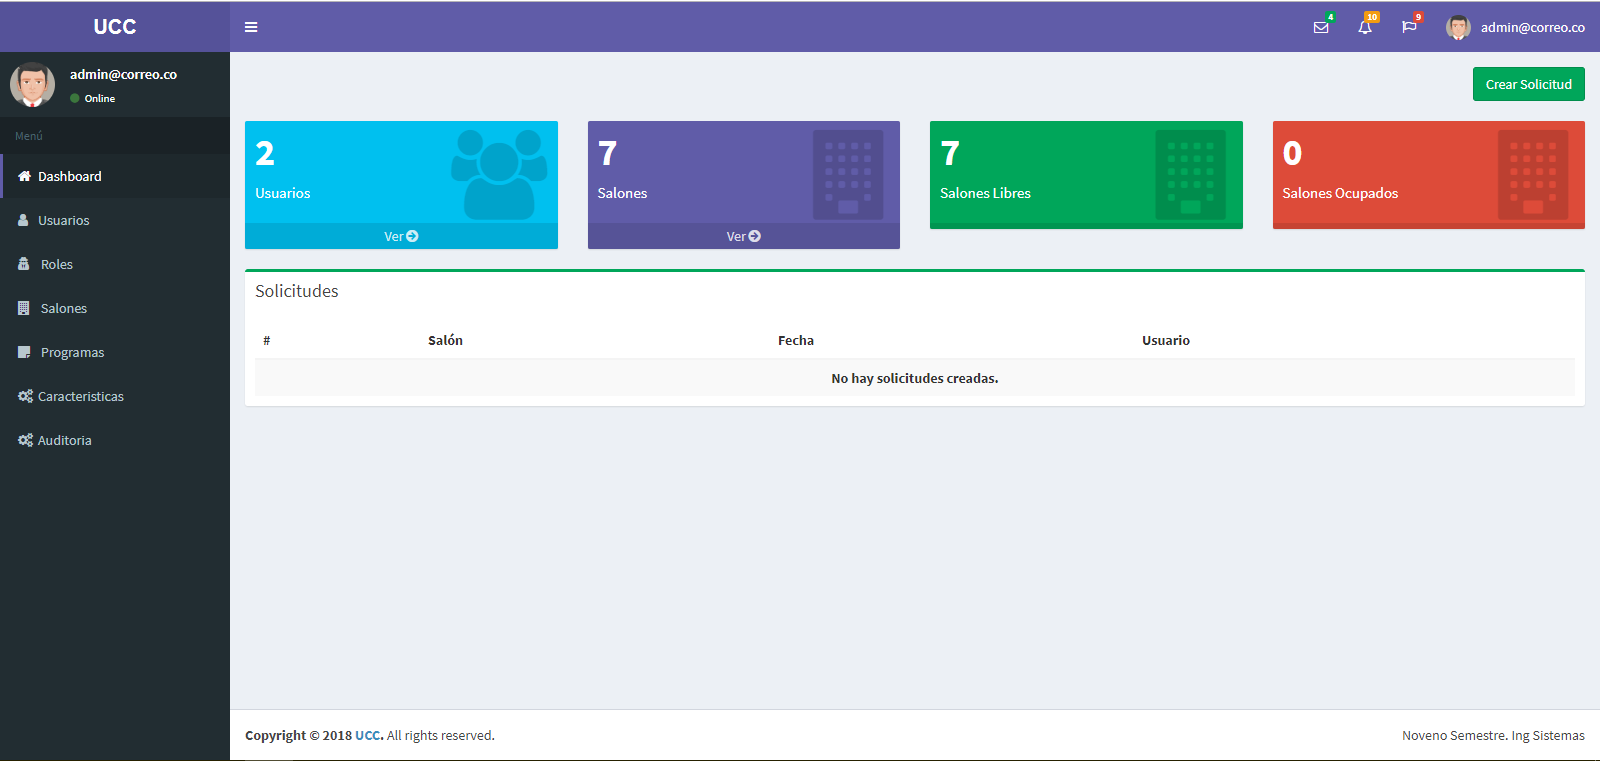 UCC
4
10
9
admin@correo.co
admin@correo.co
Online
Menú
Dashboard
Usuarios
Roles
Salones
Programas
Caracteristicas
Auditoria
Crear Solicitud
2
Usuarios
Ver
7
Salones
Ver
7
Salones Libres
0
Salones Ocupados
Solicitudes
# Salón Fecha Usuario
No hay solicitudes creadas.
Copyright © 2018 UCC. All rights reserved.
Noveno Semestre. Ing Sistemas